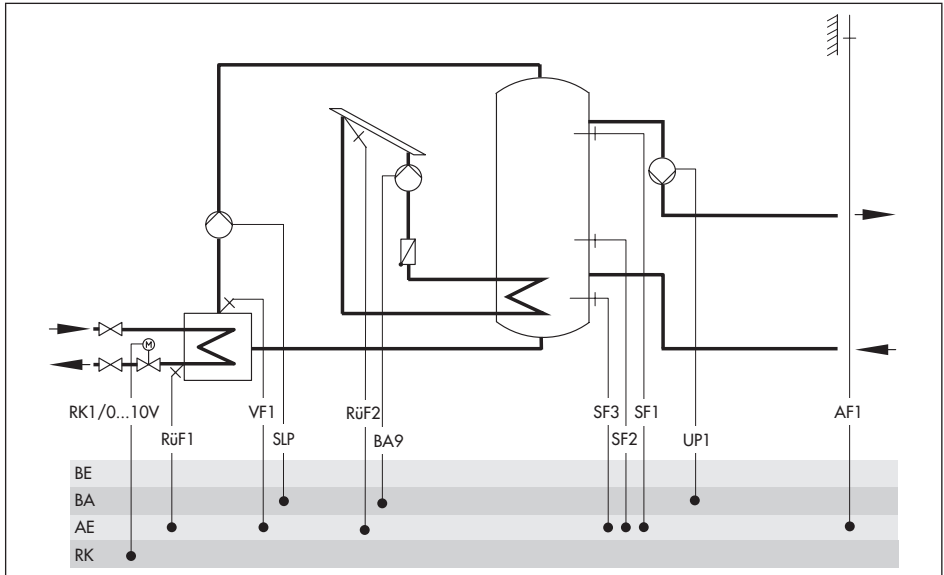 M
RK1/0...10V
VF1
RüF2
SF3
SF1
AF1
RüF1
SLP
BA9
SF2
UP1
BE
BA
AE
RK